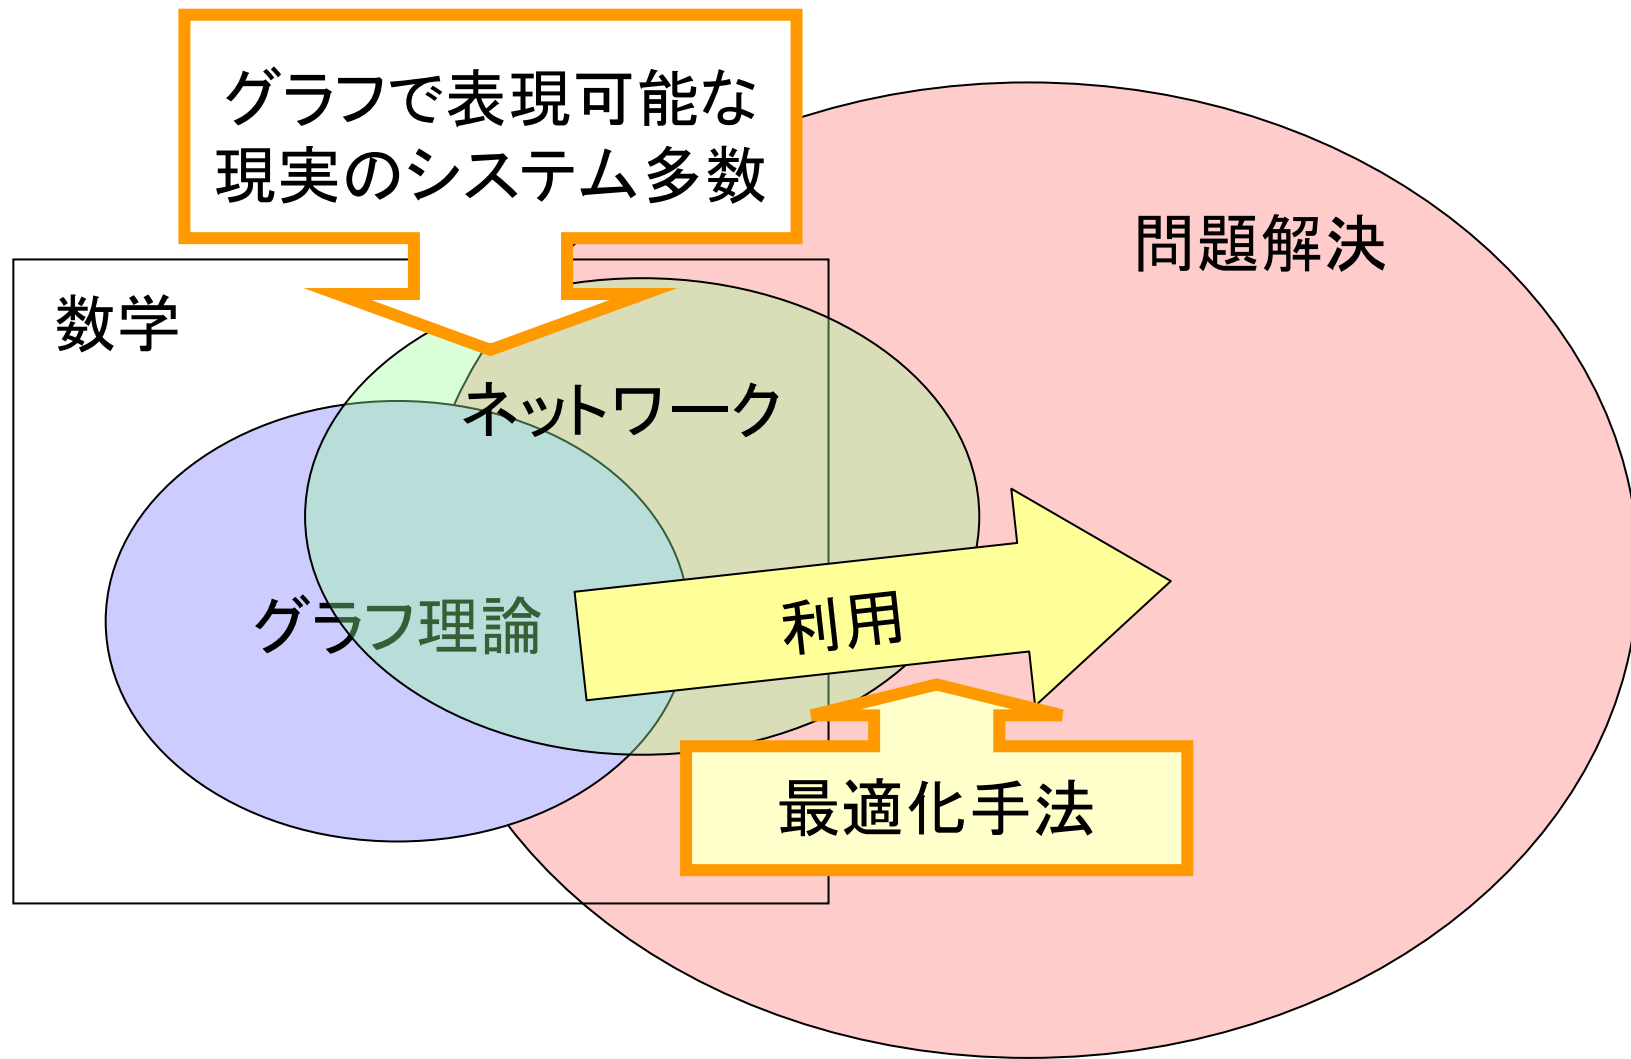 グラフで表現可能な
現実のシステム多数
問題解決
数学
ネットワーク
グラフ理論
利用
最適化手法